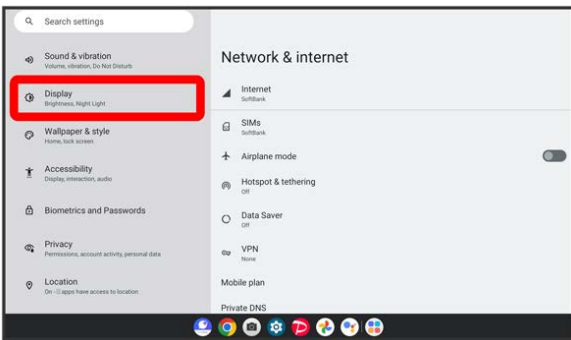 Search settings
Sound & vibration
Volume, vibration, Do Not Disturb
Display
Brightness, Night Light
Wallpaper & style
Home, lock screen
Accessibility
Display, interaction, audio
Biometrics and Passwords
Privacy
Permissions, account activity, personal data
Location
apps have access to location
Network & internet
Internet
SoftBank
SIMs
SoftBank
Airplane mode
Hotspot & tethering
Off
Data Saver
Off
VPN
None
Mobile plan
Private DNS